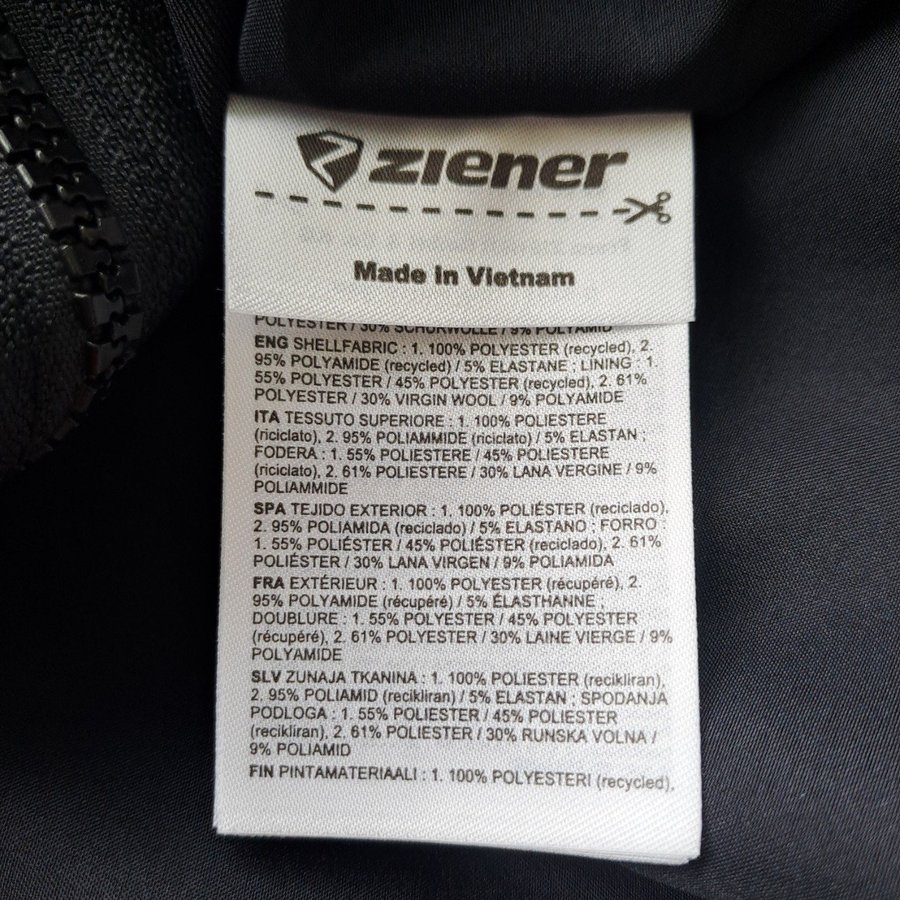 ziener
Made in Vietnam
POLYESTER / 30% SCHURWOLLE / 9% POLYAMID
ENG SHELLFABRIC : 1. 100% POLYESTER (recycled), 2.
95% POLYAMIDE (recycled) / 5% ELASTANE ; LINING : 1.
55% POLYESTER / 45% POLYESTER (recycled), 2. 61%
POLYESTER / 30% VIRGIN WOOL / 9% POLYAMIDE
ITA TESSUTO SUPERIORE : 1. 100% POLIESTERE
(riciclato), 2. 95% POLIAMMIDE (riciclato) / 5% ELASTAN ;
FODERA : 1. 55% POLIESTERE / 45% POLIESTERE
(riciclato), 2. 61% POLIESTERE / 30% LANA VERGINE / 9%
POLIAMMIDE
SPA TEJIDO EXTERIOR : 1. 100% POLIÉSTER (reciclado),
2. 95% POLIAMIDA (reciclado) / 5% ELASTANO ; FORRO :
1. 55% POLIÉSTER / 45% POLIÉSTER (reciclado), 2. 61%
POLIÉSTER / 30% LANA VIRGEN / 9% POLIAMIDA
FRA EXTÉRIEUR : 1. 100% POLYESTER (récupéré), 2.
95% POLYAMIDE (récupéré) / 5% ÉLASTHANNE ;
DOUBLURE : 1. 55% POLYESTER / 45% POLYESTER
(récupéré), 2. 61% POLYESTER / 30% LAINE VIERGE / 9%
POLYAMIDE
SLV ZUNAJA TKANINA : 1. 100% POLIESTER (recikliran),
2. 95% POLIAMID (recikliran) / 5% ELASTAN ; SPODANJA
PODLOGA : 1. 55% POLIESTER / 45% POLIESTER
(recikliran), 2. 61% POLIESTER / 30% RUNSKA VOLNA /
9% POLIAMID
FIN PINTAMATERIAALI : 1. 100% POLYESTERI (recycled),